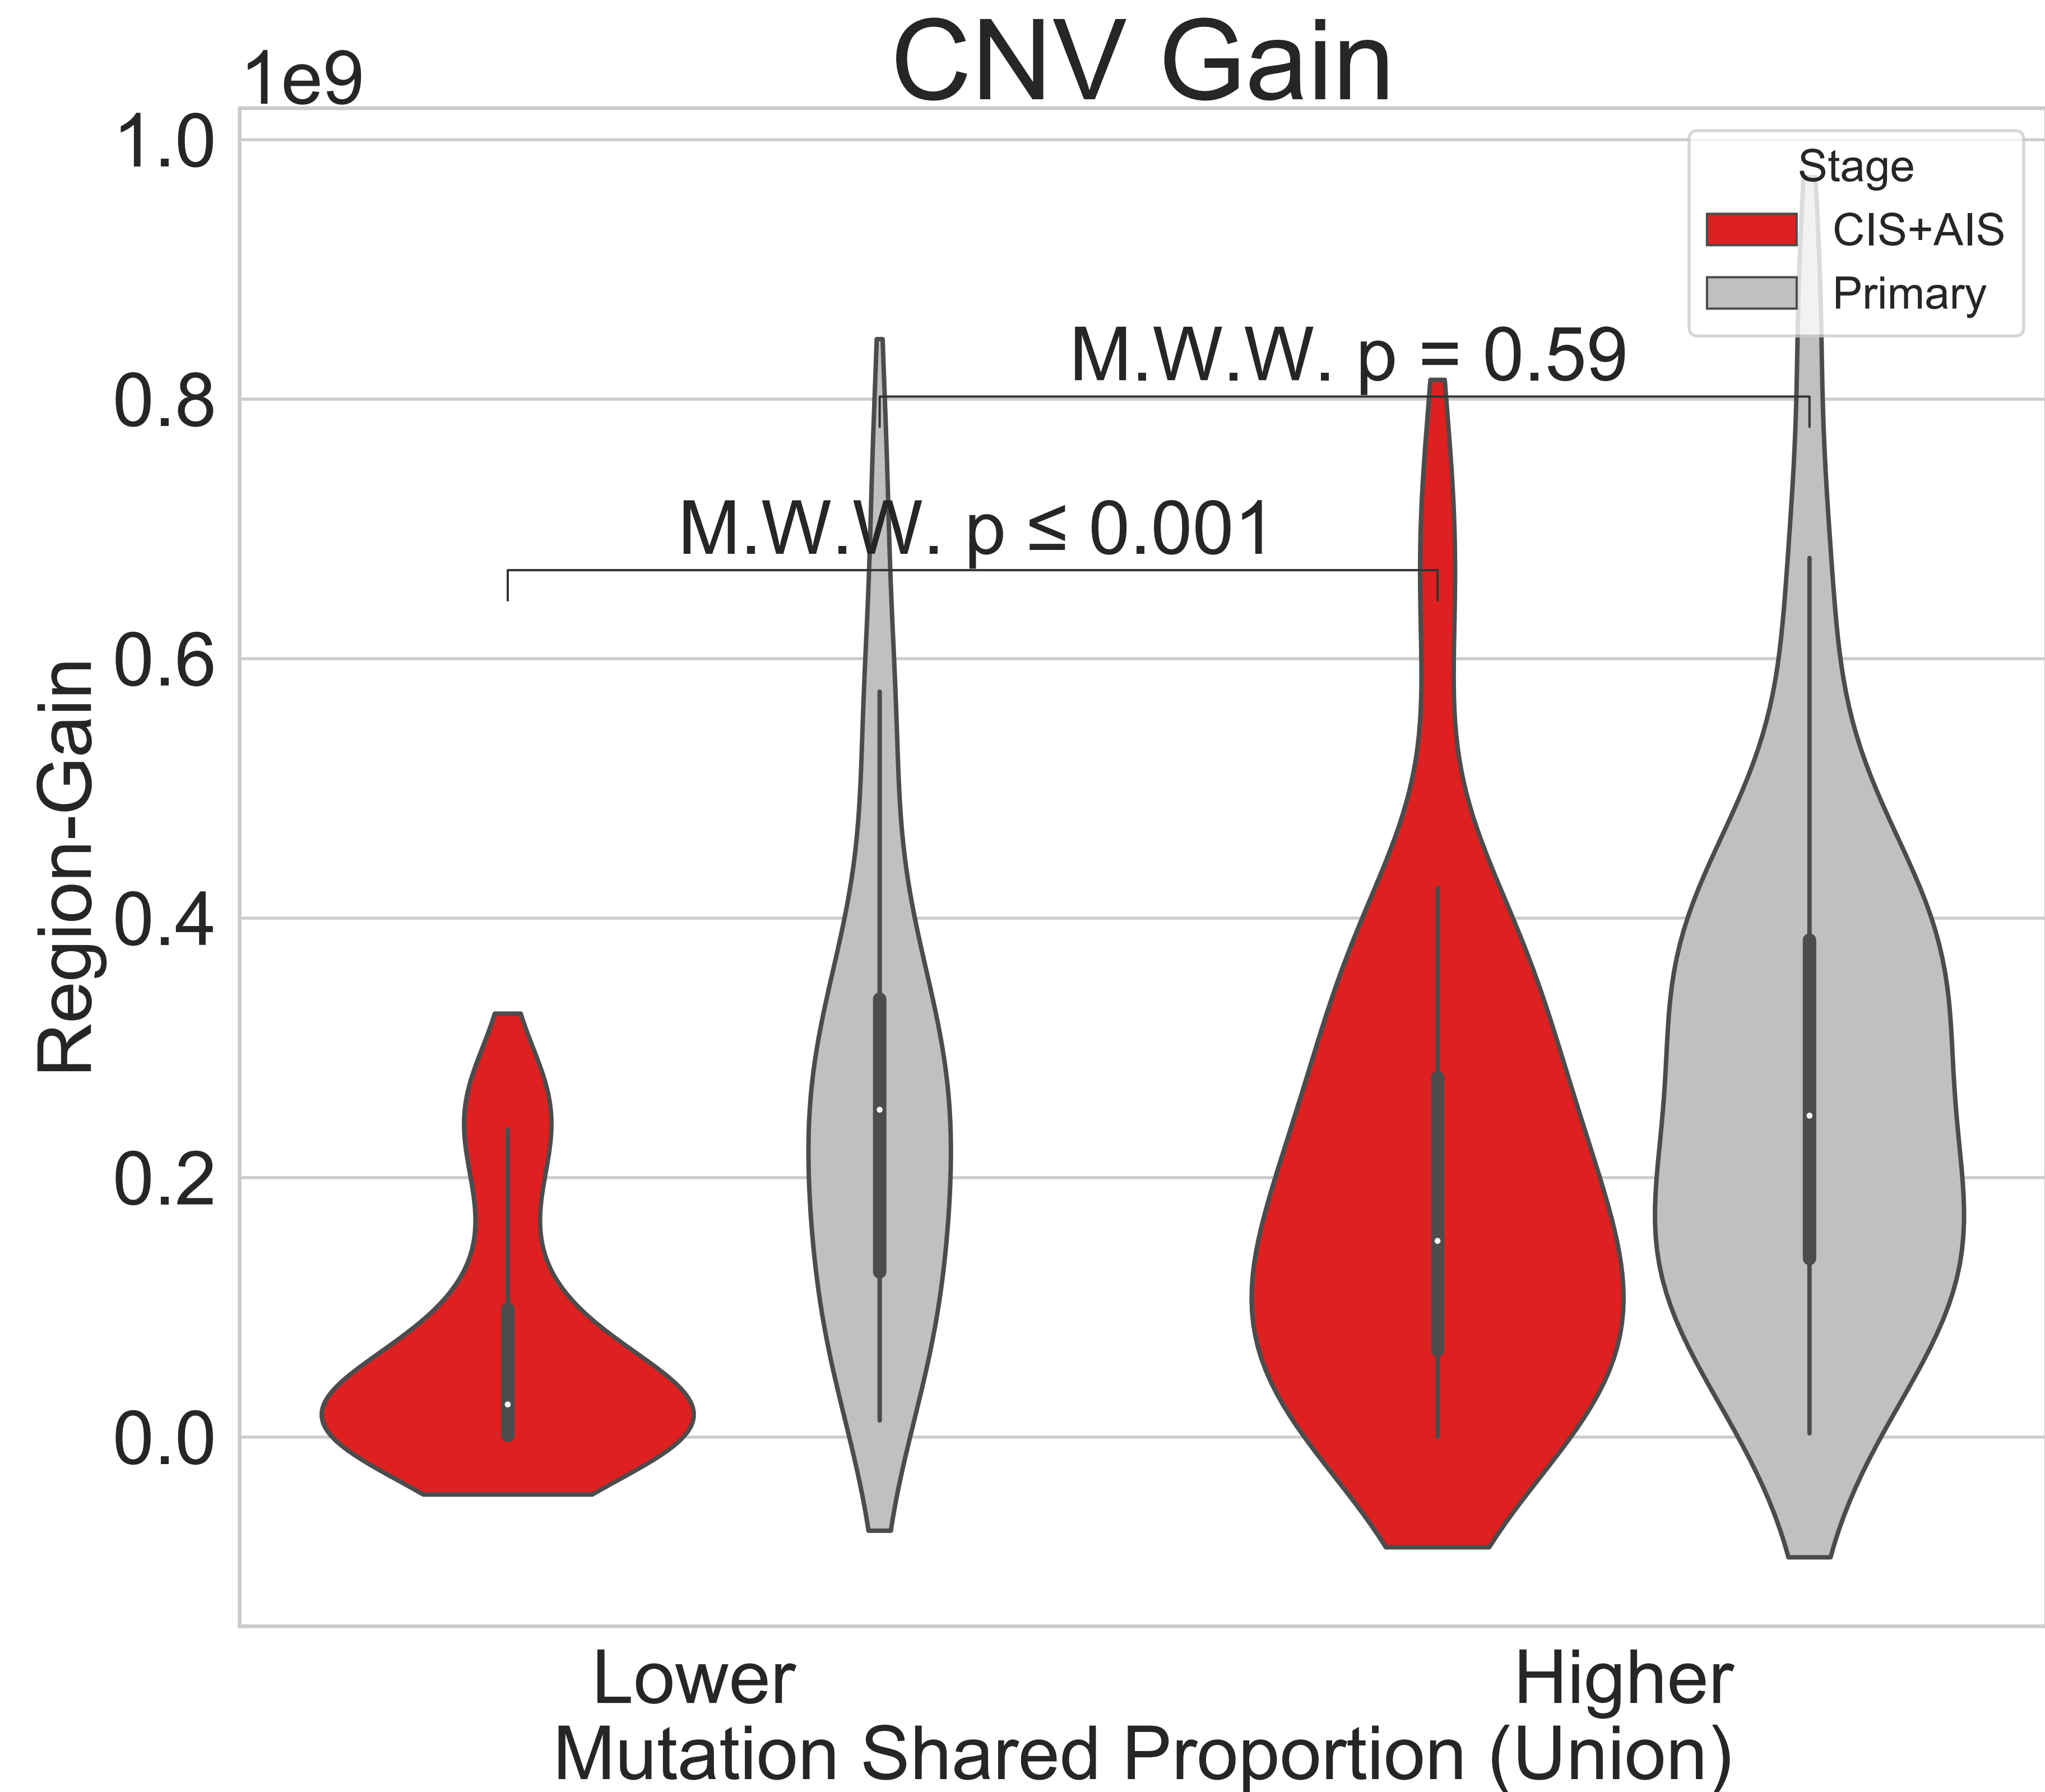 CNV Gain
1e9
1.0
0.8
0.6
0.4
0.2
0.0
Region-Gain
Stage
CIS+AIS
Primary
M.W.W. p = 0.59
M.W.W. p ≤ 0.001
Lower
Higher
Mutation Shared Proportion (Union)